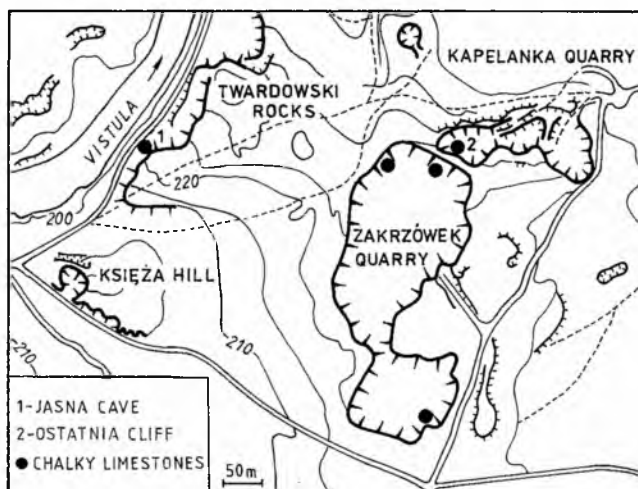 KAPELANKA QUARRY
TWARDOWSKI
ROCKS
VISTULA
1
2
220
200
ZAKRZÓWEK
QUARRY
KSIĘŻA HILL
210
210
1-JASNA CAVE
2-OSTATNIA CLIFF
CHALKY LIMESTONES
50m